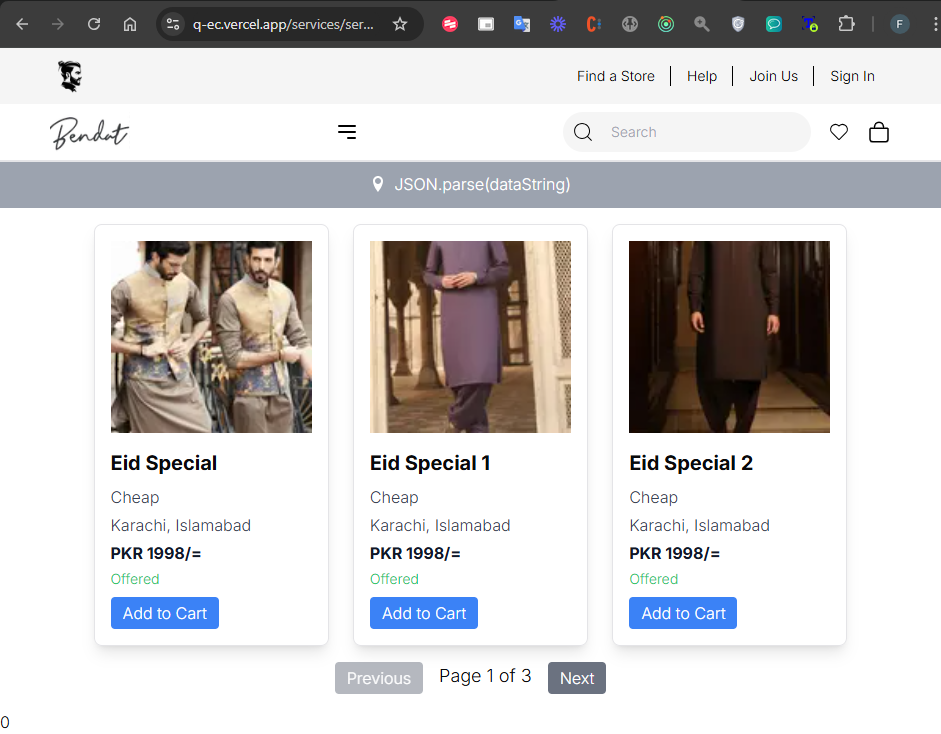 q-ec.vercel.app/services/ser...
F
Find a Store
Help
Join Us
Sign In
Bendat
Search
JSON.parse(dataString)
Eid Special
Cheap
Karachi, Islamabad
PKR 1998/=
Offered
Add to Cart
Eid Special 1
Cheap
Karachi, Islamabad
PKR 1998/=
Offered
Add to Cart
Eid Special 2
Cheap
Karachi, Islamabad
PKR 1998/=
Offered
Add to Cart
Previous
Page 1 of 3
Next
0